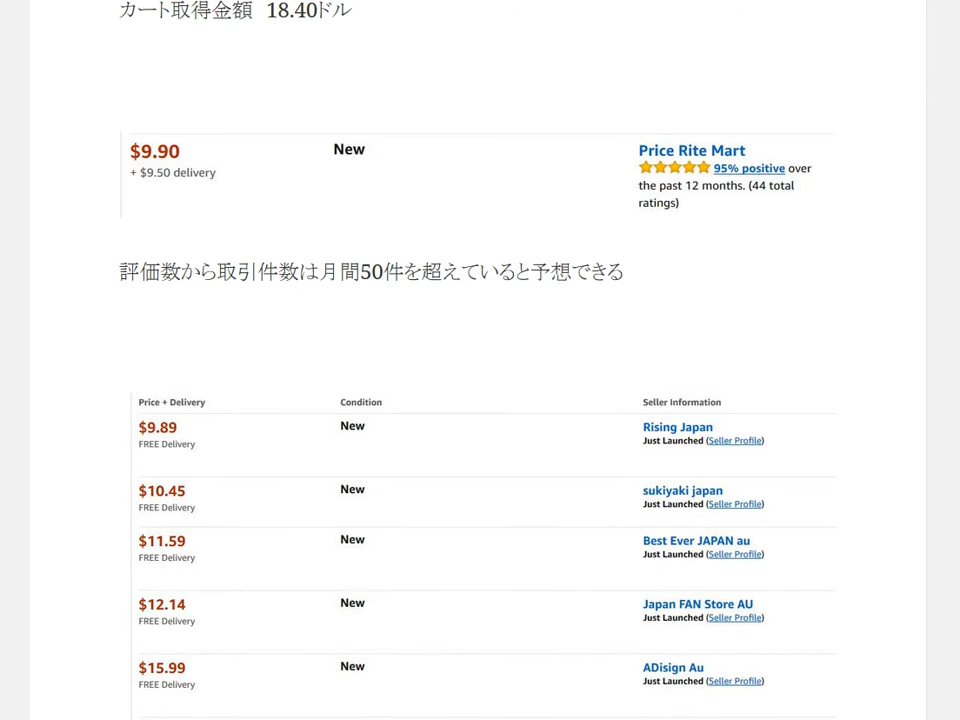 カート取得金額 18.40ドル
$9.90
+ $9.50 delivery
New
Price Rite Mart
95% positive over
the past 12 months. (44 total
ratings)
評価数から取引件数は月間50件を超えていると予想できる
Price + Delivery Condition Seller Information
$9.89 New Rising Japan
FREE Delivery Just Launched (Seller Profile)
$10.45 New sukiyaki japan
FREE Delivery Just Launched (Seller Profile)
$11.59 New Best Ever JAPAN au
FREE Delivery Just Launched (Seller Profile)
$12.14 New Japan FAN Store AU
FREE Delivery Just Launched (Seller Profile)
$15.99 New ADisign Au
FREE Delivery Just Launched (Seller Profile)